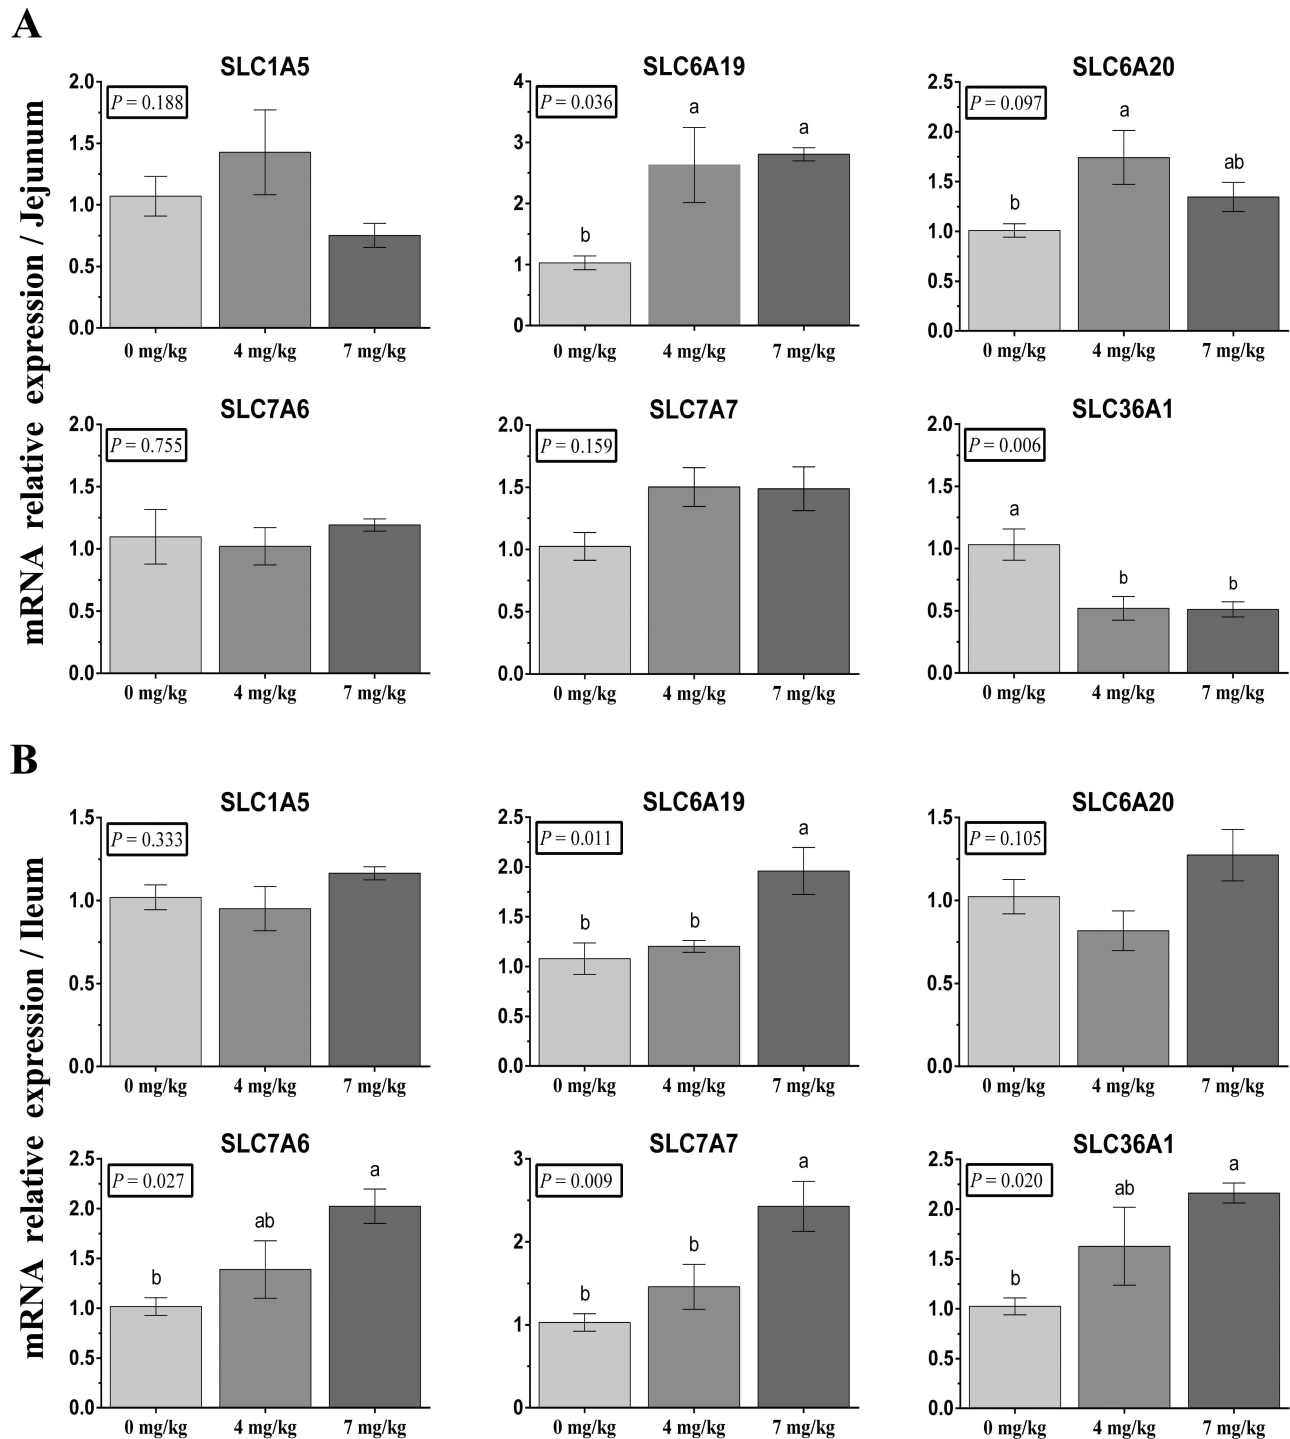 A
mRNA relative expression / Jejunum
SLC1A5
P = 0.188
2.0
1.5
1.0
0.5
0.0
0 mg/kg 4 mg/kg 7 mg/kg
SLC6A19
P = 0.036
4
3
2
1
0
b a a
0 mg/kg 4 mg/kg 7 mg/kg
SLC6A20
P = 0.097
2.5
2.0
1.5
1.0
0.5
0.0
b a ab
0 mg/kg 4 mg/kg 7 mg/kg
SLC7A6
P = 0.755
2.0
1.5
1.0
0.5
0.0
0 mg/kg 4 mg/kg 7 mg/kg
SLC7A7
P = 0.159
2.0
1.5
1.0
0.5
0.0
0 mg/kg 4 mg/kg 7 mg/kg
SLC36A1
P = 0.006
2.0
1.5
1.0
0.5
0.0
a b b
0 mg/kg 4 mg/kg 7 mg/kg
B
mRNA relative expression / Ileum
SLC1A5
P = 0.333
1.5
1.0
0.5
0.0
0 mg/kg 4 mg/kg 7 mg/kg
SLC6A19
P = 0.011
2.5
2.0
1.5
1.0
0.5
0.0
b b a
0 mg/kg 4 mg/kg 7 mg/kg
SLC6A20
P = 0.105
1.5
1.0
0.5
0.0
0 mg/kg 4 mg/kg 7 mg/kg
SLC7A6
P = 0.027
2.5
2.0
1.5
1.0
0.5
0.0
b ab a
0 mg/kg 4 mg/kg 7 mg/kg
SLC7A7
P = 0.009
3
2
1
0
b b a
0 mg/kg 4 mg/kg 7 mg/kg
SLC36A1
P = 0.020
2.5
2.0
1.5
1.0
0.5
0.0
b ab a
0 mg/kg 4 mg/kg 7 mg/kg